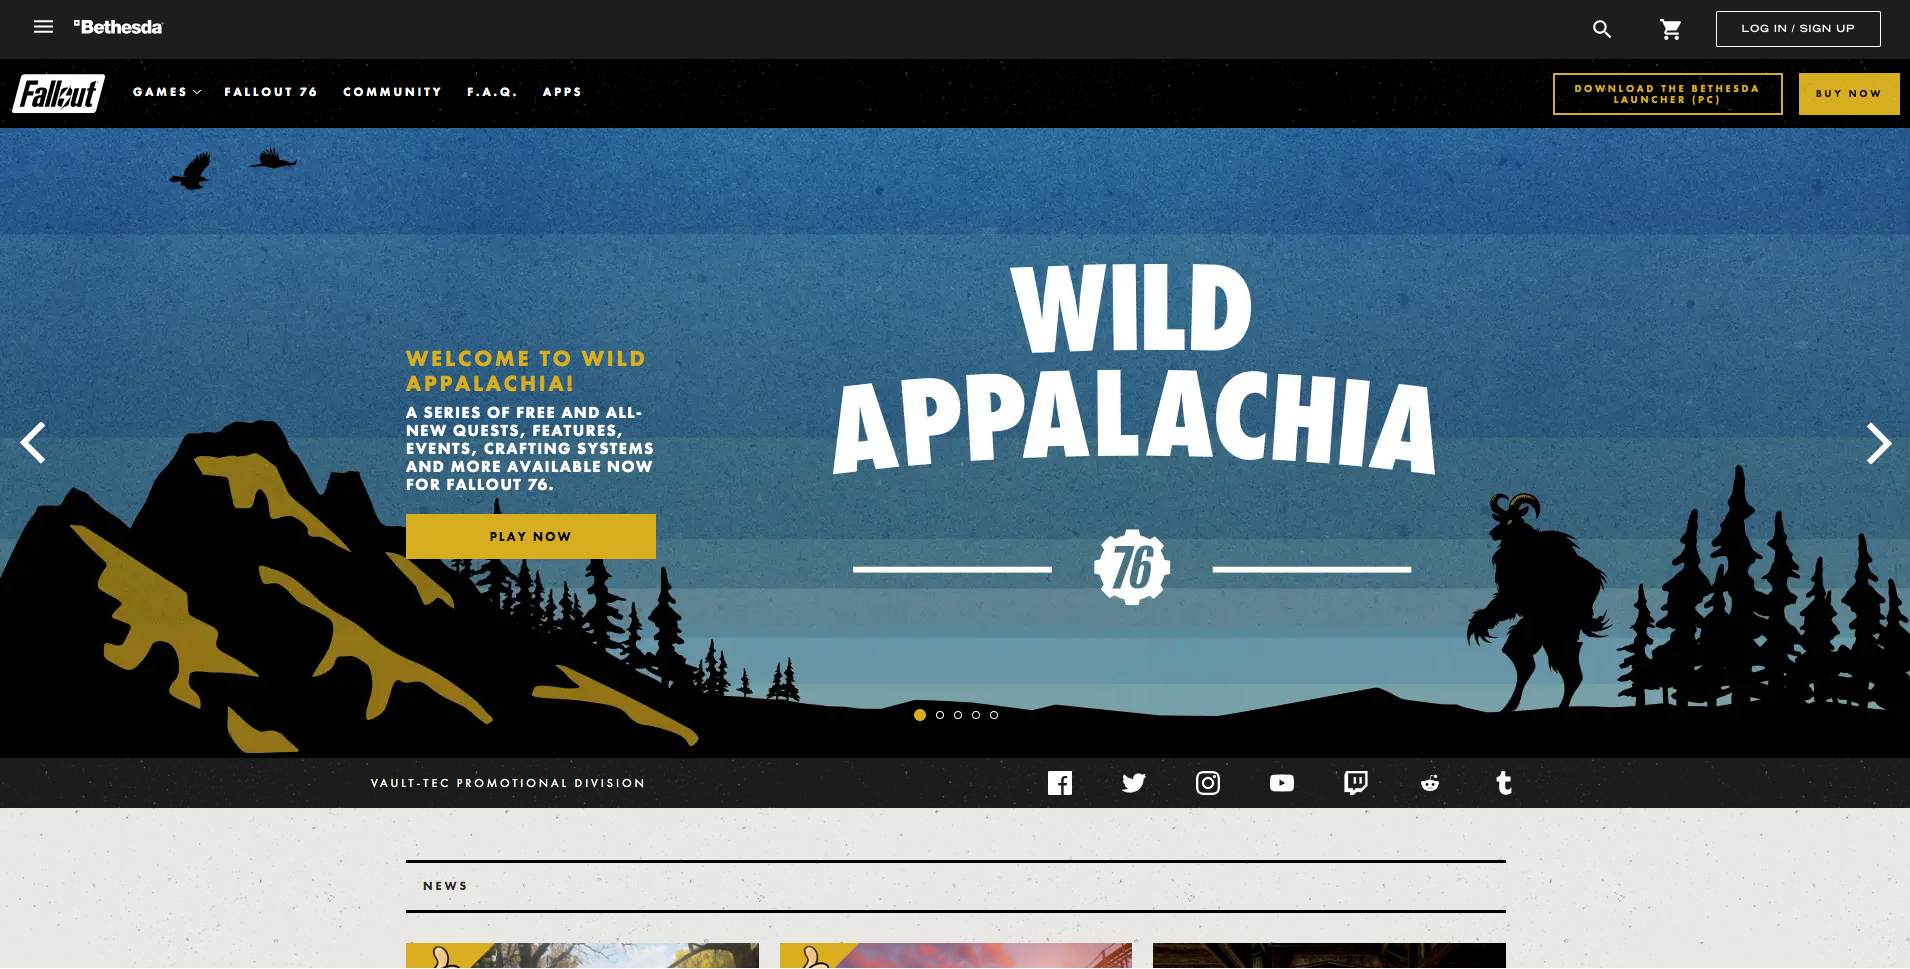 Bethesda
LOG IN / SIGN UP
Fallout
GAMES
FALLOUT 76
COMMUNITY
F.A.Q.
APPS
DOWNLOAD THE BETHESDA
LAUNCHER (PC)
BUY NOW
WILD
APPALACHIA
76
WELCOME TO WILD
APPALACHIA!
A SERIES OF FREE AND ALL-
NEW QUESTS, FEATURES,
EVENTS, CRAFTING SYSTEMS
AND MORE AVAILABLE NOW
FOR FALLOUT 76.
PLAY NOW
VAULT-TEC PROMOTIONAL DIVISION
NEWS